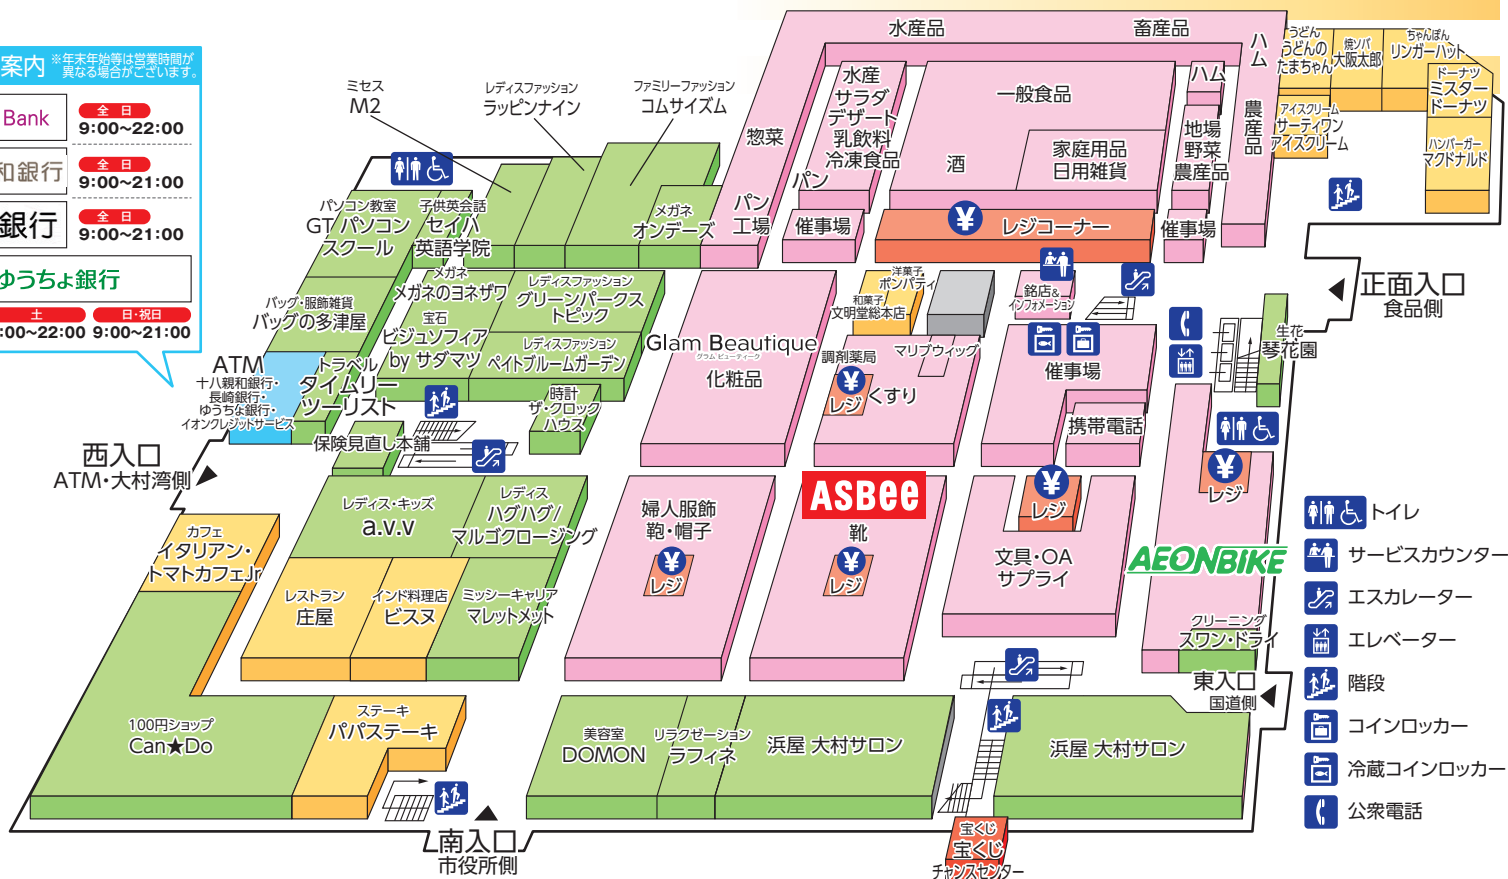 案内 ※年末年始等は営業時間が
異なる場合がございます。
Bank
全日
9:00~22:00
和銀行
全日
9:00~21:00
銀行
全日
9:00~21:00
ゆうちょ銀行
土
:00~22:00
日・祝日
9:00~21:00
ATM
十八親和銀行・
長崎銀行・
ゆうちょ銀行・
イオンクレジットサービス
西入口
ATM・大村湾側
ミセス
M2
レディスファッション
ラッピンナイン
ファミリーファッション
コムサイズム
メガネ
オンデーズ
パソコン教室
GT パソコン
スクール
子供英会話
セイハ
英語学院
バッグ・服飾雑貨
バッグの多津屋
メガネ
メガネのヨネザワ
宝石
ビジュソフィア
by サダマツ
レディスファッション
グリーンパークス
トピック
レディスファッション
ペイトブルームガーデン
トラベル
タイムリー
ツーリスト
保険見直し本舗
時計
ザ・クロック
ハウス
水産品
畜産品
ハム
農産品
惣菜
パン
工場
水産
サラダ
デザート
乳飲料
冷凍食品
パン
催事場
一般食品
酒
家庭用品
日用雑貨
ハム
地場
野菜
農産品
催事場
¥
レジコーナー
うどん
うどんの
たまちゃん
焼ソバ
大阪太郎
ちゃんぽん
リンガーハット
ドーナツ
ミスター
ドーナツ
アイスクリーム
サーティワン
アイスクリーム
ハンバーガー
マクドナルド
正面入口
食品側
生花
琴花園
Glam Beautique
グラム ビューティーク
化粧品
洋菓子
ボンパティ
和菓子
文明堂総本店
銘店&
インフォメーション
調剤薬局
マリブウィッグ
¥
レジ
くすり
催事場
携帯電話
レディス・キッズ
a.v.v
レディス
ハグハグ/
マルゴクロージング
カフェ
イタリアン・
トマトカフェJr
レストラン
庄屋
インド料理店
ビスヌ
ミッシーキャリア
マレットメット
婦人服飾
鞄・帽子
¥
レジ
ASBee
靴
¥
レジ
¥
レジ
文具・OA
サプライ
¥
レジ
AEONBIKE
クリーニング
スワン・ドライ
東入口
国道側
100円ショップ
Can★Do
ステーキ
パパステーキ
美容室
DOMON
リラクゼーション
ラフィネ
浜屋 大村サロン
浜屋 大村サロン
南入口
市役所側
宝くじ
宝くじ
チャンスセンター
トイレ
サービスカウンター
エスカレーター
エレベーター
階段
コインロッカー
冷蔵コインロッカー
公衆電話